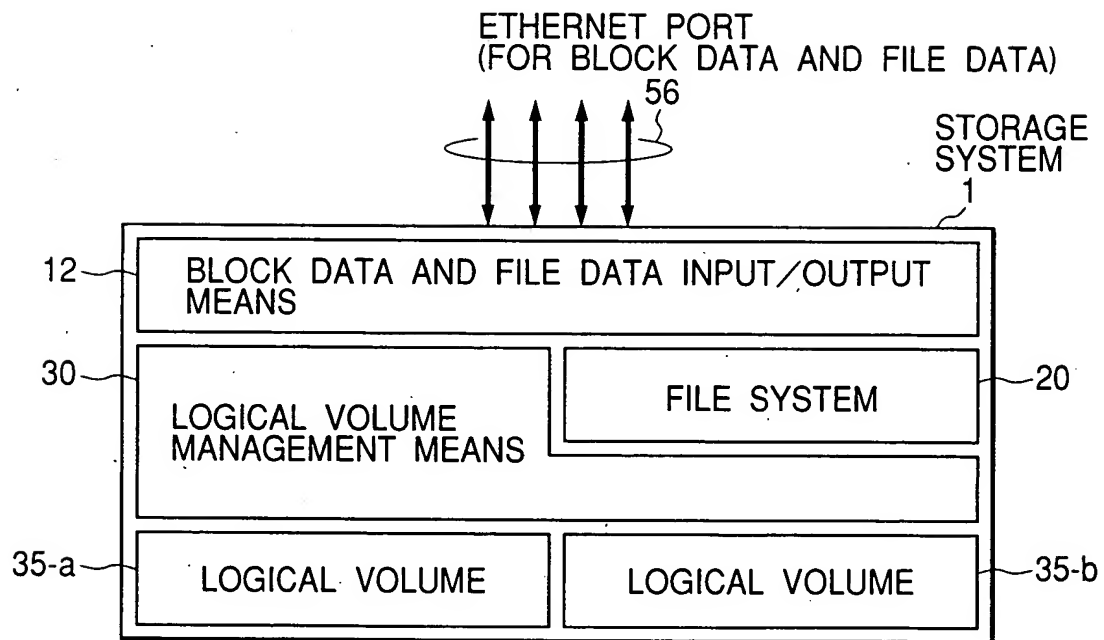 ETHERNET PORT
(FOR BLOCK DATA AND FILE DATA)
56
STORAGE
SYSTEM
1
12
BLOCK DATA AND FILE DATA INPUT/OUTPUT
MEANS
30
LOGICAL VOLUME
MANAGEMENT MEANS
FILE SYSTEM
20
35-a
LOGICAL VOLUME
LOGICAL VOLUME
35-b